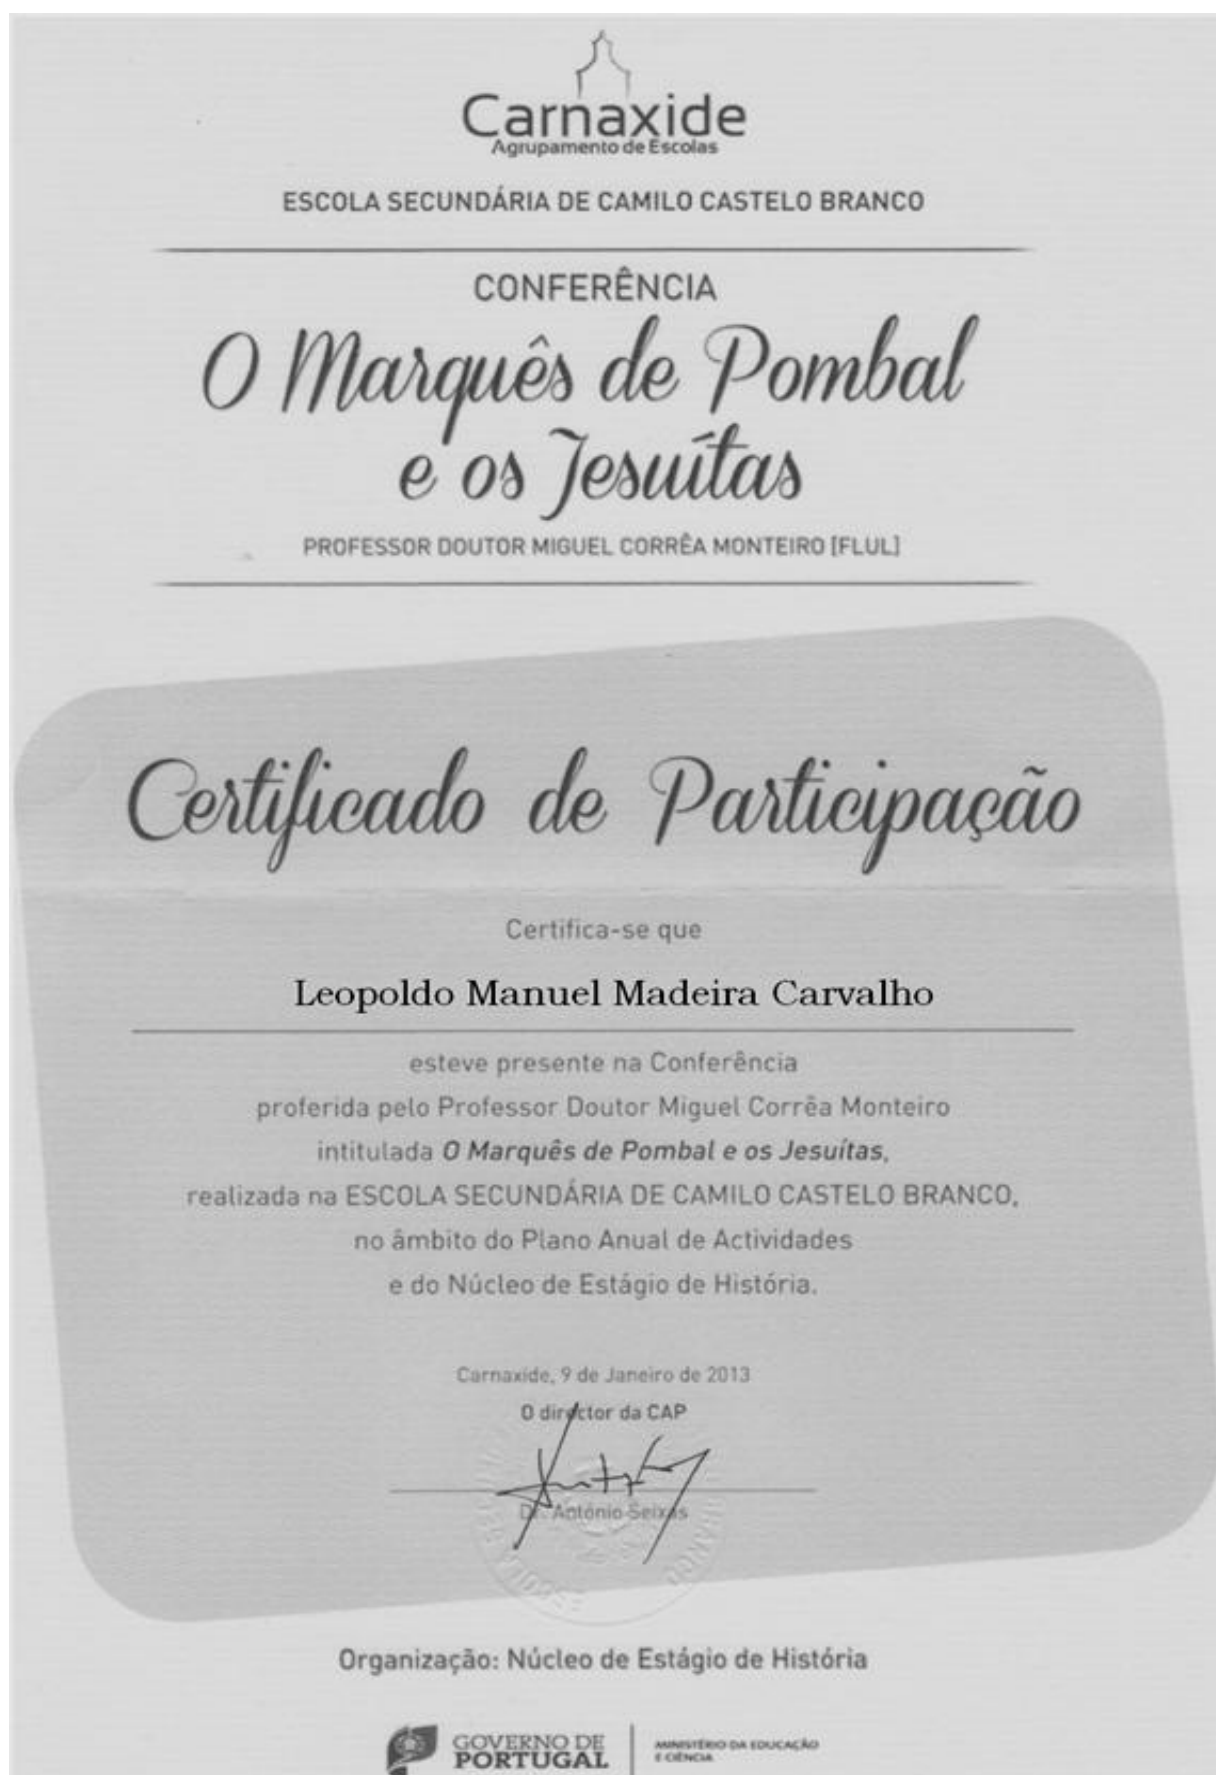 Carnaxide
Agrupamento de Escolas
ESCOLA SECUNDÁRIA DE CAMILO CASTELO BRANCO
CONFERÊNCIA
O Marquês de Pombal
e os Jesuítas
PROFESSOR DOUTOR MIGUEL CORRÊA MONTEIRO [FLUL]
Certificado de Participação
Certifica-se que
Leopoldo Manuel Madeira Carvalho
esteve presente na Conferência
proferida pelo Professor Doutor Miguel Corrêa Monteiro
intitulada O Marquês de Pombal e os Jesuítas,
realizada na ESCOLA SECUNDÁRIA DE CAMILO CASTELO BRANCO,
no âmbito do Plano Anual de Actividades
e do Núcleo de Estágio de História.
Carnaxide, 9 de Janeiro de 2013
O director da CAP
Dr. António Seixas
Organização: Núcleo de Estágio de História
GOVERNO DE
PORTUGAL
MINISTÉRIO DA EDUCAÇÃO
E CIÊNCIA